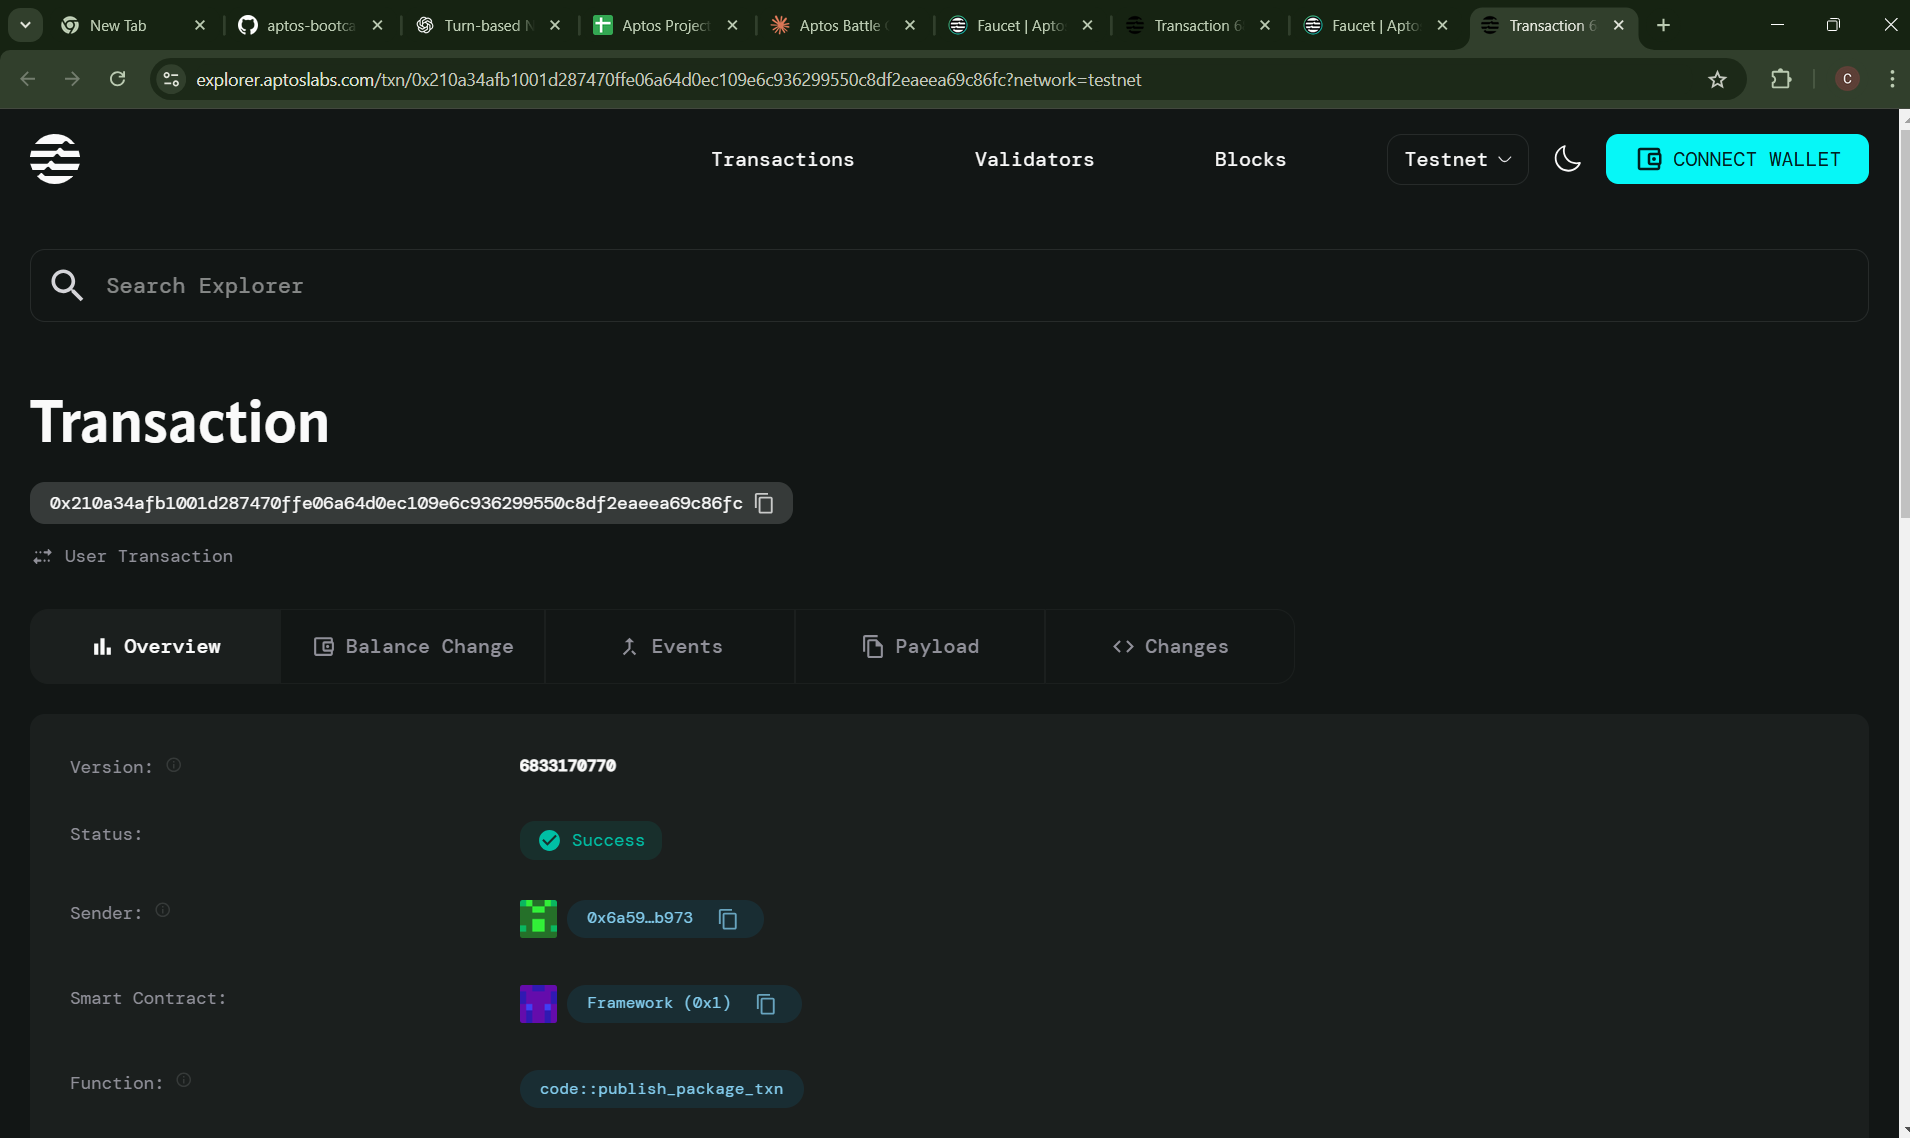 New Tab
aptos-bootca
Turn-based N
Aptos Project
Aptos Battle
Faucet | Apto
Transaction 6
Faucet | Apto
Transaction 6
explorer.aptoslabs.com/txn/0x210a34afb1001d287470ffe06a64d0ec109e6c936299550c8df2eaeea69c86fc?network=testnet
C
Transactions
Validators
Blocks
Testnet
CONNECT WALLET
Search Explorer
Transaction
0x210a34afb1001d287470ffe06a64d0ec109e6c936299550c8df2eaeea69c86fc
User Transaction
Overview
Balance Change
Events
Payload
Changes
Version:
6833170770
Status:
Success
Sender:
0x6a59…b973
Smart Contract:
Framework (0x1)
Function:
code::publish_package_txn